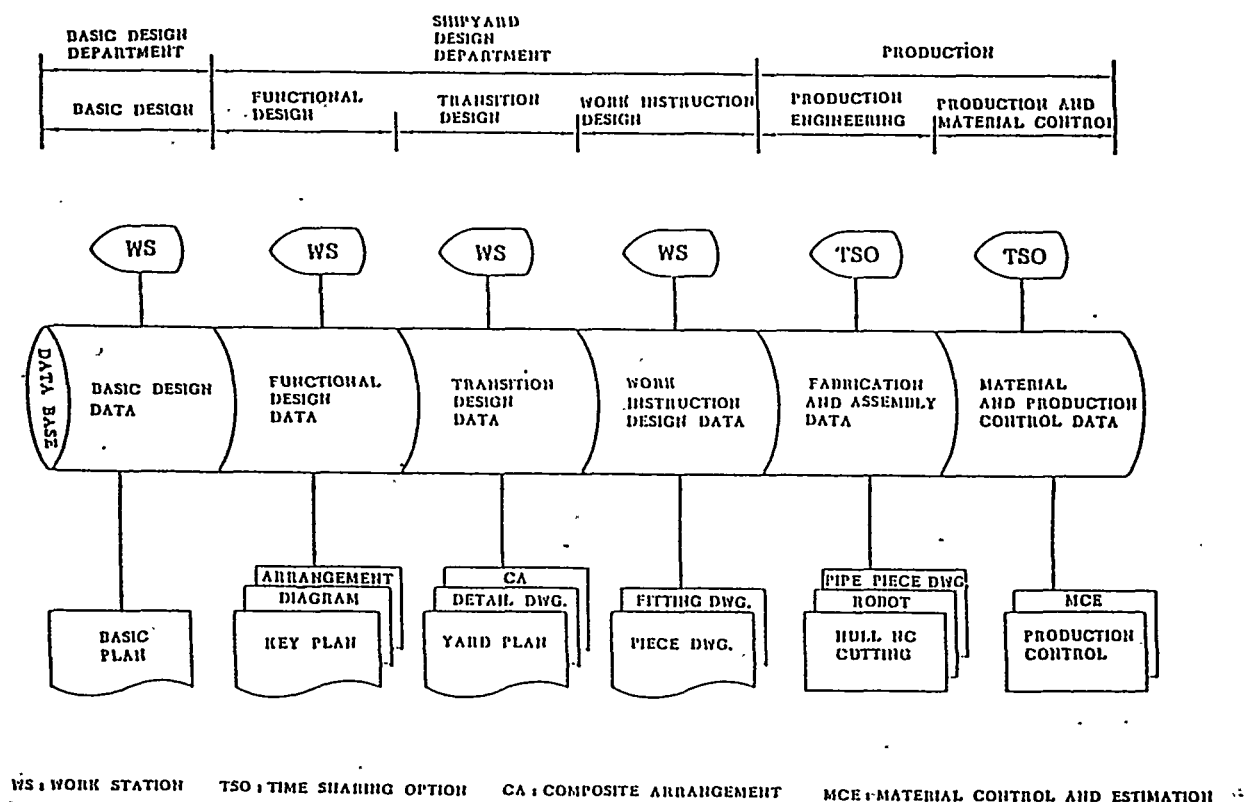 BASIC DESIGN
DEPARTMENT
SHIPYARD
DESIGN
DEPARTMENT
PRODUCTION
BASIC DESIGN
FUNCTIONAL
DESIGN
TRANSITION
DESIGN
WORK INSTRUCTION
DESIGN
PRODUCTION
ENGINEERING
PRODUCTION AND
MATERIAL CONTROL
WS
WS
WS
WS
TSO
TSO
DATA BASE
BASIC DESIGN
DATA
FUNCTIONAL
DESIGN
DATA
TRANSITION
DESIGN
DATA
WORK
INSTRUCTION
DESIGN DATA
FABRICATION
AND ASSEMBLY
DATA
MATERIAL
AND PRODUCTION
CONTROL DATA
BASIC
PLAN
ARRANGEMENT
DIAGRAM
KEY PLAN
CA
DETAIL DWG.
YARD PLAN
FITTING DWG.
PIECE DWG.
PIPE PIECE DWG
ROBOT
HULL NC
CUTTING
MCE
PRODUCTION
CONTROL
WS : WORK STATION TSO : TIME SHARING OPTION CA : COMPOSITE ARRANGEMENT MCE : MATERIAL CONTROL AND ESTIMATION